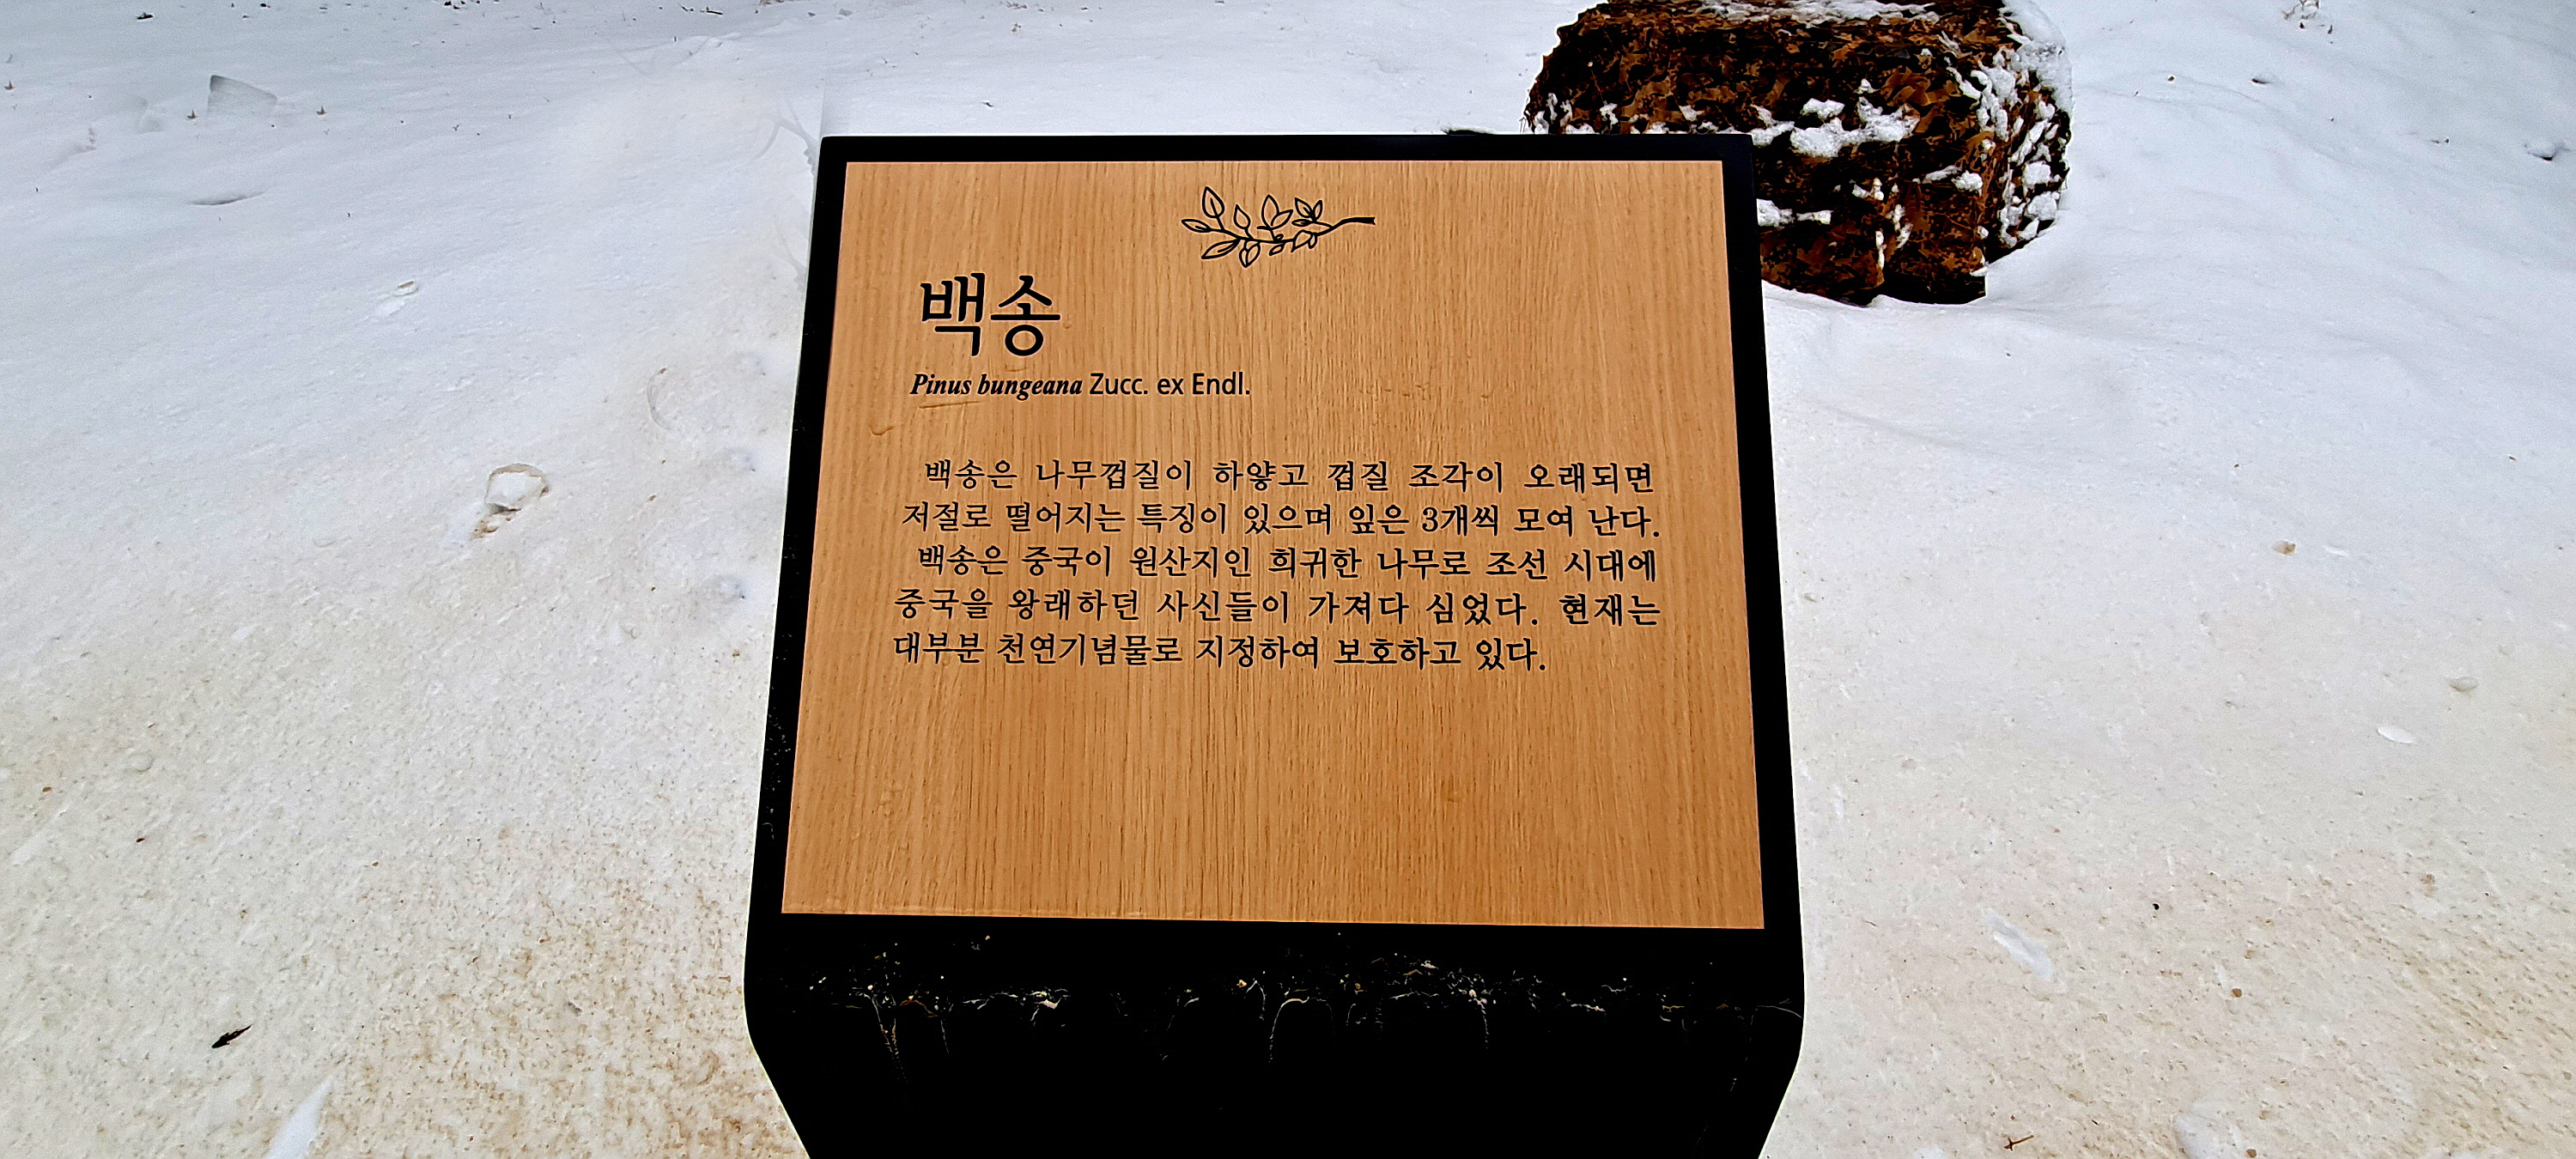 백송
Pinus bungeana Zucc. ex Endl.
백송은 나무껍질이 하얗고 껍질 조각이 오래되면
저절로 떨어지는 특징이 있으며 잎은 3개씩 모여 난다.
백송은 중국이 원산지인 희귀한 나무로 조선 시대에
중국을 왕래하던 사신들이 가져다 심었다. 현재는
대부분 천연기념물로 지정하여 보호하고 있다.